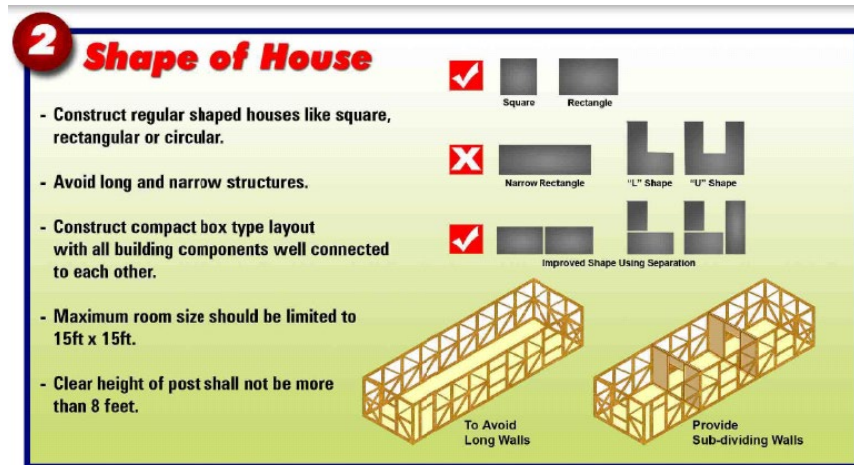 2
Shape of House
- Construct regular shaped houses like square,
rectangular or circular.
- Avoid long and narrow structures.
- Construct compact box type layout
with all building components well connected
to each other.
- Maximum room size should be limited to
15ft x 15ft.
- Clear height of post shall not be more
than 8 feet.
Square
Rectangle
Narrow Rectangle
"L" Shape
"U" Shape
Improved Shape Using Separation
To Avoid
Long Walls
Provide
Sub-dividing Walls